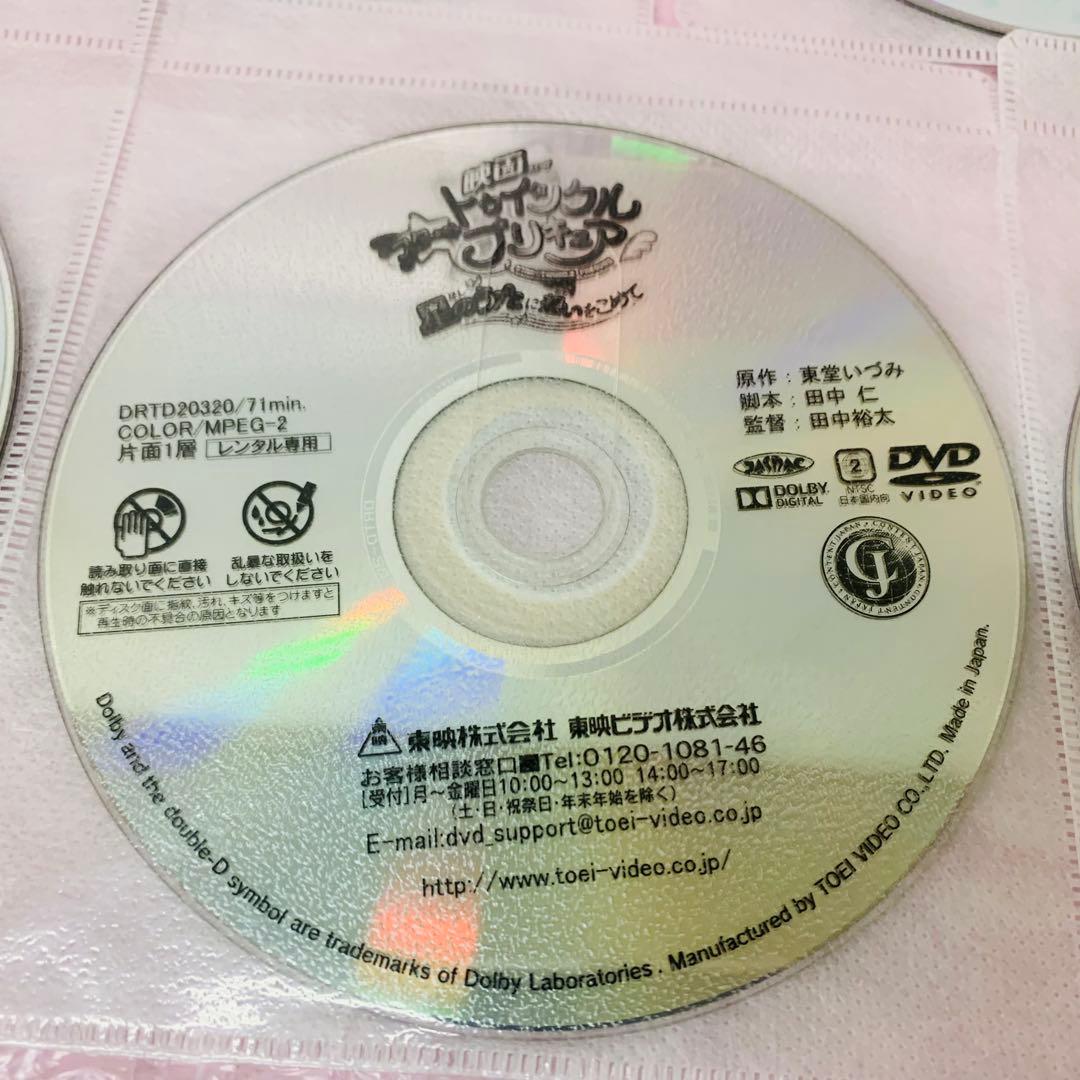 映画
スター
トゥインクル
プリキュア
星のうたに想いをこめて
DRTD20320/71min.
COLOR/MPEG-2
片面1層 レンタル専用
読み取り面に直接
触れないでください
乱暴な取扱いを
しないでください
※ディスク面に指紋、汚れ、キズ等をつけますと
再生時の不具合の原因となります
原作：東堂いづみ
脚本：田中 仁
監督：田中裕太
JASRAC
2
NTSC
日本国内向
DVD
VIDEO
DOLBY
DIGITAL
CONTENT JAPAN・CONTENT JAPAN・CONTENT JAPAN
CJ
東映株式会社 東映ビデオ株式会社
お客様相談窓口 Tel:0120-1081-46
[受付]月～金曜日10:00~13:00 14:00~17:00
(土・日・祝祭日・年末年始を除く)
E-mail:dvd_support@toei-video.co.jp
http://www.toei-video.co.jp/
Dolby and the double-D symbol are trademarks of Dolby Laboratories. Manufactured by TOEI VIDEO CO.,LTD. Made in Japan.